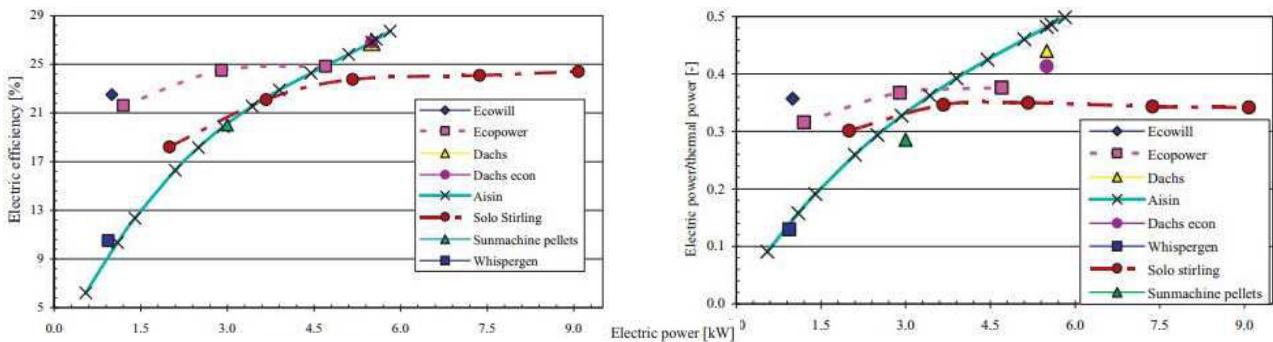 Electric efficiency [%]
29
25
21
17
13
9
5
0.0
1.5
3.0
4.5
6.0
7.5
9.0
Ecowill
Ecopower
Dachs
Dachs econ
Aisin
Solo Stirling
Sunmachine pellets
Whispergen
Electric power [kW]
Electric power/thermal power [-]
0.5
0.4
0.3
0.2
0.1
0.0
.0
1.5
3.0
4.5
6.0
7.5
9.0
Ecowill
Ecopower
Dachs
Aisin
Dachs econ
Whispergen
Solo stirling
Sunmachine pellets